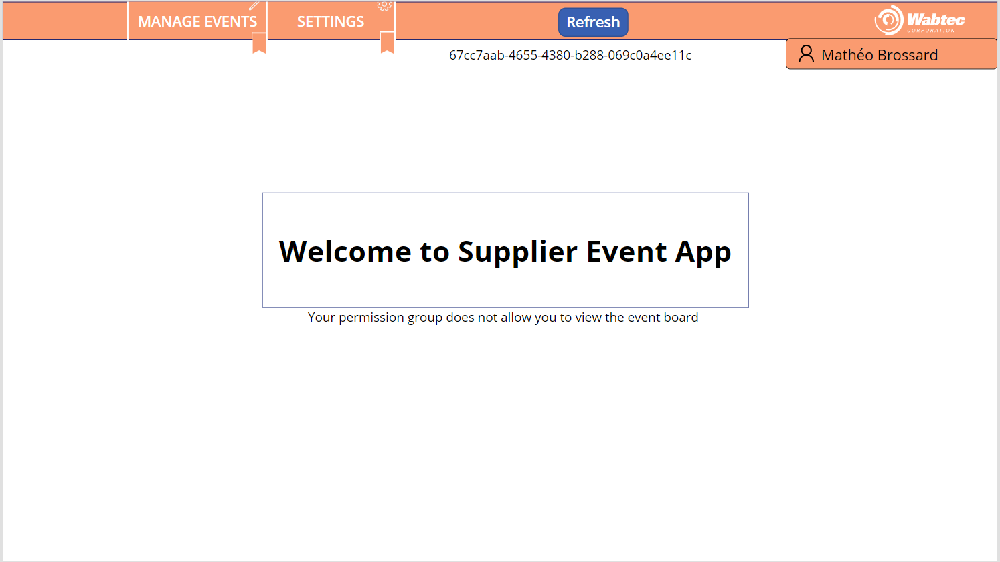 MANAGE EVENTS
SETTINGS
Refresh
Wabtec
CORPORATION
67cc7aab-4655-4380-b288-069c0a4ee11c
Mathéo Brossard
Welcome to Supplier Event App
Your permission group does not allow you to view the event board